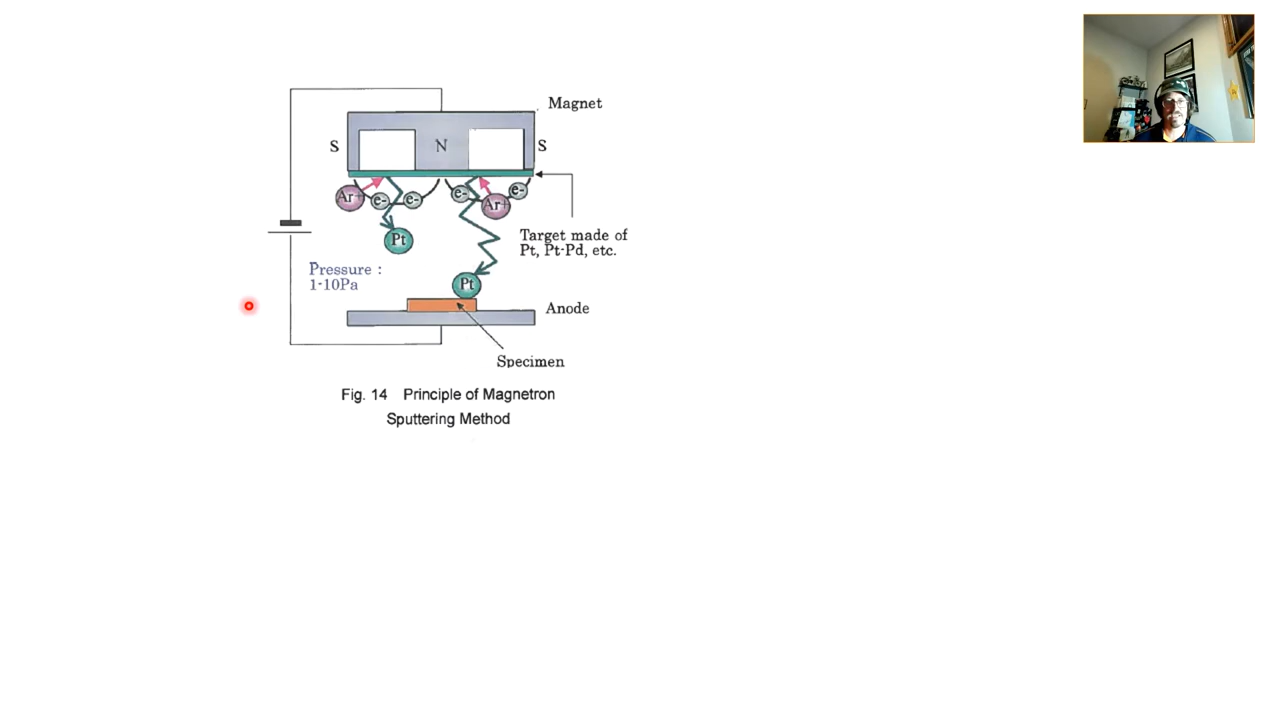 Magnet
S
N
S
Ar+
e-
e-
e-
Ar+
e-
Pt
Target made of
Pt, Pt-Pd, etc.
Pressure :
1-10Pa
Pt
Anode
Specimen
Fig. 14 Principle of Magnetron
Sputtering Method